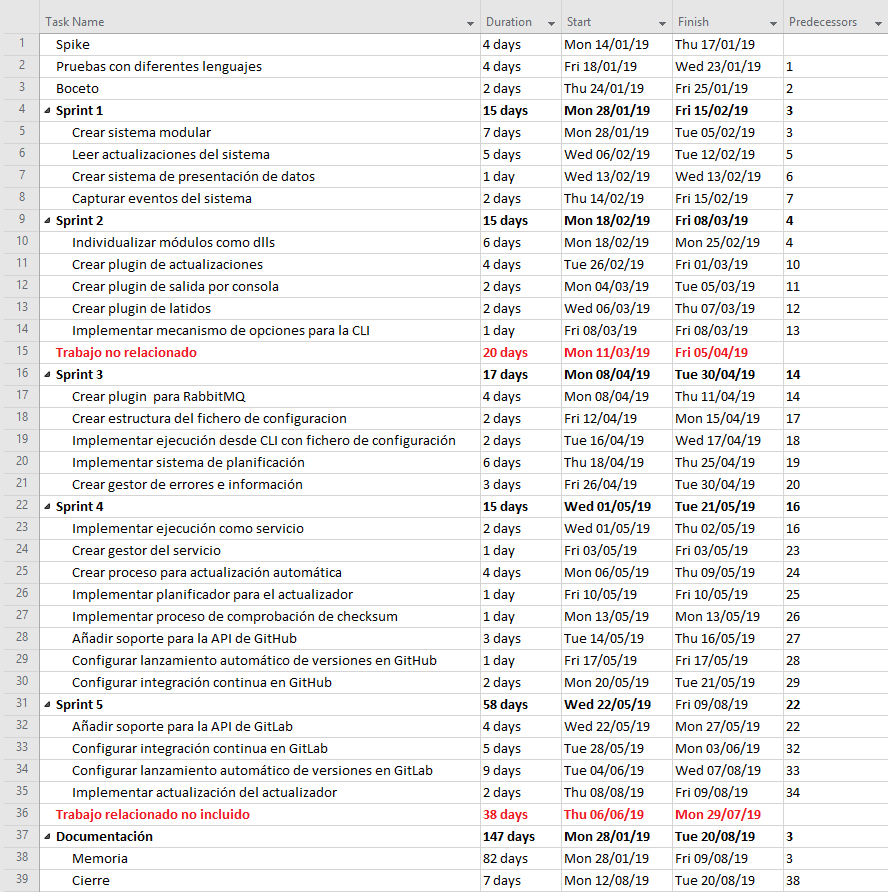 Task Name Duration Start Finish Predecessors
1 Spike 4 days Mon 14/01/19 Thu 17/01/19
2 Pruebas con diferentes lenguajes 4 days Fri 18/01/19 Wed 23/01/19 1
3 Boceto 2 days Thu 24/01/19 Fri 25/01/19 2
4 Sprint 1 15 days Mon 28/01/19 Fri 15/02/19 3
5 Crear sistema modular 7 days Mon 28/01/19 Tue 05/02/19 3
6 Leer actualizaciones del sistema 5 days Wed 06/02/19 Tue 12/02/19 5
7 Crear sistema de presentación de datos 1 day Wed 13/02/19 Wed 13/02/19 6
8 Capturar eventos del sistema 2 days Thu 14/02/19 Fri 15/02/19 7
9 Sprint 2 15 days Mon 18/02/19 Fri 08/03/19 4
10 Individualizar módulos como dlls 6 days Mon 18/02/19 Mon 25/02/19 4
11 Crear plugin de actualizaciones 4 days Tue 26/02/19 Fri 01/03/19 10
12 Crear plugin de salida por consola 2 days Mon 04/03/19 Tue 05/03/19 11
13 Crear plugin de latidos 2 days Wed 06/03/19 Thu 07/03/19 12
14 Implementar mecanismo de opciones para la CLI 1 day Fri 08/03/19 Fri 08/03/19 13
15 Trabajo no relacionado 20 days Mon 11/03/19 Fri 05/04/19
16 Sprint 3 17 days Mon 08/04/19 Tue 30/04/19 14
17 Crear plugin para RabbitMQ 4 days Mon 08/04/19 Thu 11/04/19 14
18 Crear estructura del fichero de configuracion 2 days Fri 12/04/19 Mon 15/04/19 17
19 Implementar ejecución desde CLI con fichero de configuración 2 days Tue 16/04/19 Wed 17/04/19 18
20 Implementar sistema de planificación 6 days Thu 18/04/19 Thu 25/04/19 19
21 Crear gestor de errores e información 3 days Fri 26/04/19 Tue 30/04/19 20
22 Sprint 4 15 days Wed 01/05/19 Tue 21/05/19 16
23 Implementar ejecución como servicio 2 days Wed 01/05/19 Thu 02/05/19 16
24 Crear gestor del servicio 1 day Fri 03/05/19 Fri 03/05/19 23
25 Crear proceso para actualización automática 4 days Mon 06/05/19 Thu 09/05/19 24
26 Implementar planificador para el actualizador 1 day Fri 10/05/19 Fri 10/05/19 25
27 Implementar proceso de comprobación de checksum 1 day Mon 13/05/19 Mon 13/05/19 26
28 Añadir soporte para la API de GitHub 3 days Tue 14/05/19 Thu 16/05/19 27
29 Configurar lanzamiento automático de versiones en GitHub 1 day Fri 17/05/19 Fri 17/05/19 28
30 Configurar integración continua en GitHub 2 days Mon 20/05/19 Tue 21/05/19 29
31 Sprint 5 58 days Wed 22/05/19 Fri 09/08/19 22
32 Añadir soporte para la API de GitLab 4 days Wed 22/05/19 Mon 27/05/19 22
33 Configurar integración continua en GitLab 5 days Tue 28/05/19 Mon 03/06/19 32
34 Configurar lanzamiento automático de versiones en GitLab 9 days Tue 04/06/19 Wed 07/08/19 33
35 Implementar actualización del actualizador 2 days Thu 08/08/19 Fri 09/08/19 34
36 Trabajo relacionado no incluido 38 days Thu 06/06/19 Mon 29/07/19
37 Documentación 147 days Mon 28/01/19 Tue 20/08/19 3
38 Memoria 82 days Mon 28/01/19 Fri 09/08/19 3
39 Cierre 7 days Mon 12/08/19 Tue 20/08/19 38